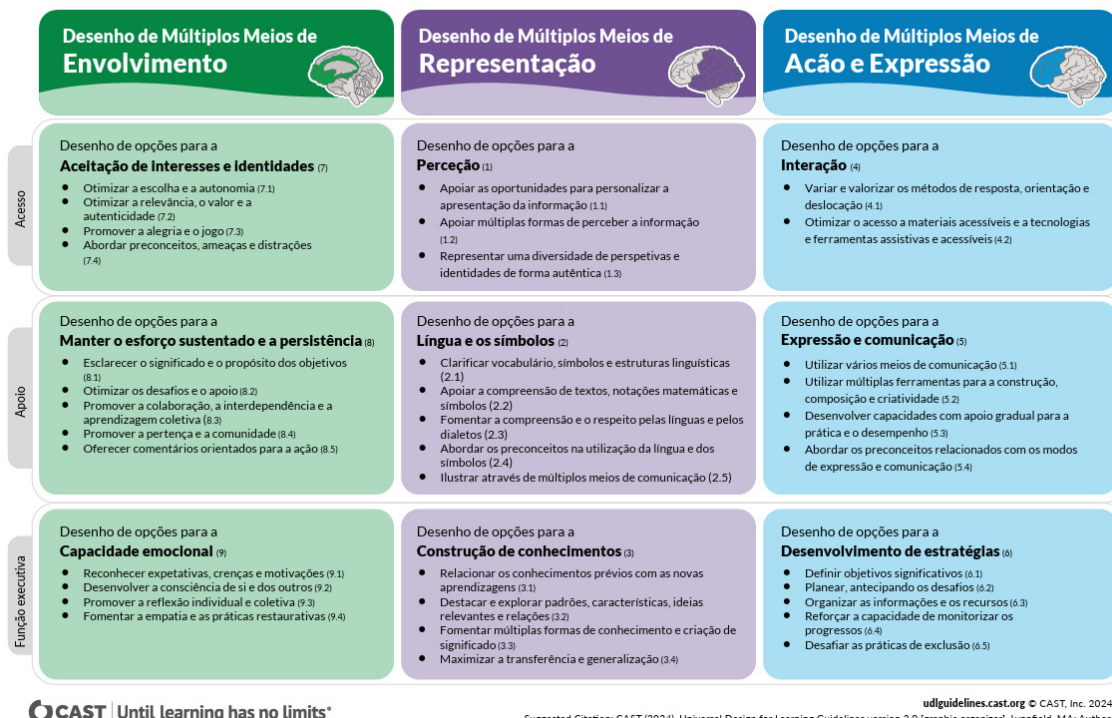 Desenho de Múltiplos Meios de
Envolvimento
Desenho de Múltiplos Meios de
Representação
Desenho de Múltiplos Meios de
Acão e Expressão
Acesso
Desenho de opções para a
Aceitação de interesses e identidades (7)
Otimizar a escolha e a autonomia (7.1)
Otimizar a relevância, o valor e a
autenticidade (7.2)
Promover a alegria e o jogo (7.3)
Abordar preconceitos, ameaças e distrações
(7.4)
Desenho de opções para a
Perceção (1)
Apoiar as oportunidades para personalizar a
apresentação da informação (1.1)
Apoiar múltiplas formas de perceber a informação
(1.2)
Representar uma diversidade de perspetivas e
identidades de forma autêntica (1.3)
Desenho de opções para a
Interação (4)
Variar e valorizar os métodos de resposta, orientação e
deslocação (4.1)
Otimizar o acesso a materiais acessíveis e a tecnologias
e ferramentas assistivas e acessíveis (4.2)
Apoio
Desenho de opções para a
Manter o esforço sustentado e a persistência (8)
Esclarecer o significado e o propósito dos objetivos
(8.1)
Otimizar os desafios e o apoio (8.2)
Promover a colaboração, a interdependência e a
aprendizagem coletiva (8.3)
Promover a pertença e a comunidade (8.4)
Oferecer comentários orientados para a ação (8.5)
Desenho de opções para a
Língua e os símbolos (2)
Clarificar vocabulário, símbolos e estruturas linguísticas
(2.1)
Apoiar a compreensão de textos, notações matemáticas e
símbolos (2.2)
Fomentar a compreensão e o respeito pelas línguas e pelos
dialetos (2.3)
Abordar os preconceitos na utilização da língua e dos
símbolos (2.4)
Ilustrar através de múltiplos meios de comunicação (2.5)
Desenho de opções para a
Expressão e comunicação (5)
Utilizar vários meios de comunicação (5.1)
Utilizar múltiplas ferramentas para a construção,
composição e criatividade (5.2)
Desenvolver capacidades com apoio gradual para a
prática e o desempenho (5.3)
Abordar os preconceitos relacionados com os modos
de expressão e comunicação (5.4)
Função executiva
Desenho de opções para a
Capacidade emocional (9)
Reconhecer expetativas, crenças e motivações (9.1)
Desenvolver a consciência de si e dos outros (9.2)
Promover a reflexão individual e coletiva (9.3)
Fomentar a empatia e as práticas restaurativas (9.4)
Desenho de opções para a
Construção de conhecimentos (3)
Relacionar os conhecimentos prévios com as novas
aprendizagens (3.1)
Destacar e explorar padrões, características, ideias
relevantes e relações (3.2)
Fomentar múltiplas formas de conhecimento e criação de
significado (3.3)
Maximizar a transferência e generalização (3.4)
Desenho de opções para a
Desenvolvimento de estratégias (6)
Definir objetivos significativos (6.1)
Planear, antecipando os desafios (6.2)
Organizar as informações e os recursos (6.3)
Reforçar a capacidade de monitorizar os
progressos (6.4)
Desafiar as práticas de exclusão (6.5)
CAST | Until learning has no limits®
udlguidelines.cast.org © CAST, Inc. 2024
Suggested Citation: CAST (2024). Universal Design for Learning Guidelines version 3.0 [graphic organizer]. Lynnfield, MA: Author